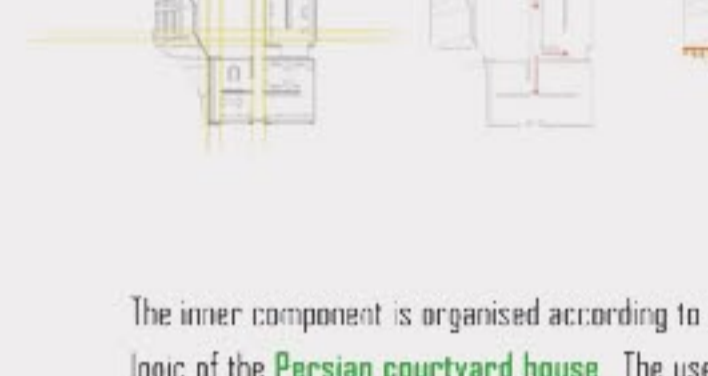 The inner component is organised according to
logic of the Persian courtyard house The use